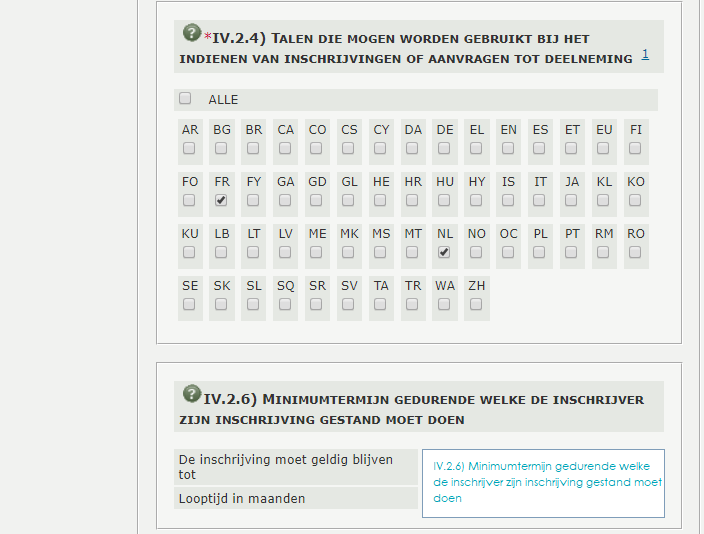 *IV.2.4) Talen die mogen worden gebruikt bij het
indienen van inschrijvingen of aanvragen tot deelneming 1
ALLE
AR BG BR CA CO CS CY DA DE EL EN ES ET EU FI
FO FR FY GA GD GL HE HR HU HY IS IT JA KL KO
KU LB LT LV ME MK MS MT NL NO OC PL PT RM RO
SE SK SL SQ SR SV TA TR WA ZH
IV.2.6) Minimumtermijn gedurende welke de inschrijver
zijn inschrijving gestand moet doen
De inschrijving moet geldig blijven
tot
Looptijd in maanden
IV.2.6) Minimumtermijn gedurende welke
de inschrijver zijn inschrijving gestand moet
doen